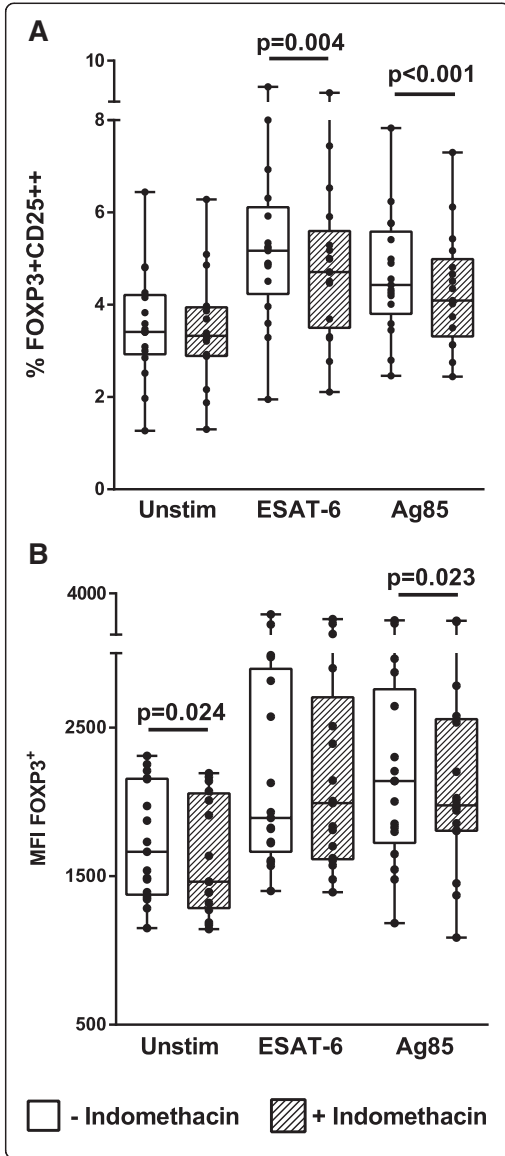 A
p=0.004
p<0.001
10
8
6
4
2
0
% FOXP3+CD25++
Unstim ESAT-6 Ag85
B
p=0.023
p=0.024
4000
2500
1500
500
MFI FOXP3+
Unstim ESAT-6 Ag85
- Indomethacin + Indomethacin